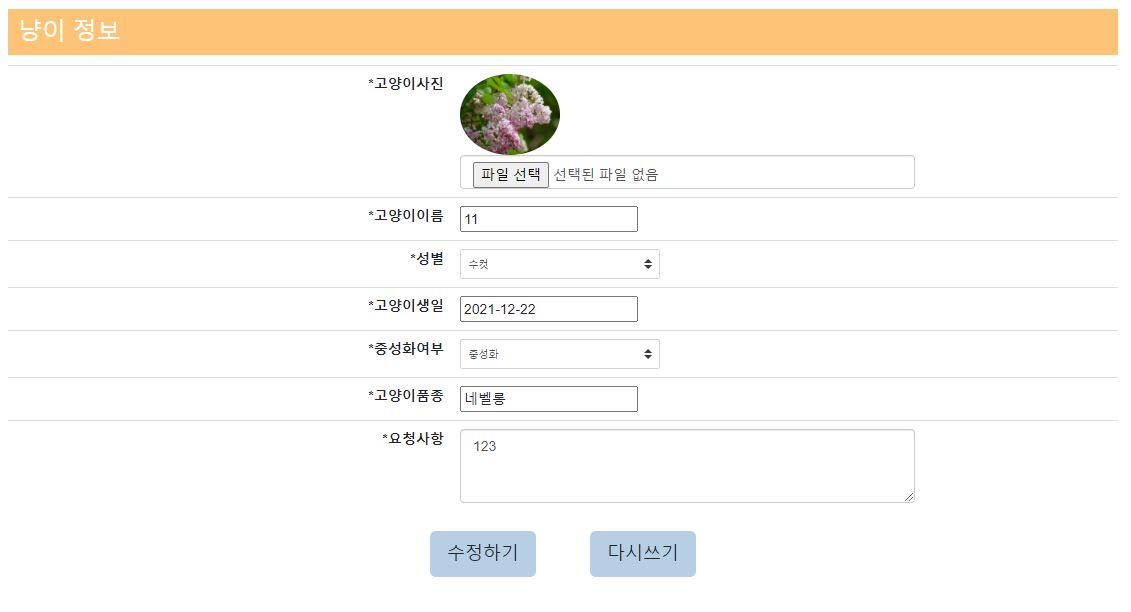 냥이 정보
*고양이사진
파일 선택 선택된 파일 없음
*고양이이름 11
*성별 수컷
*고양이생일 2021-12-22
*중성화여부 중성화
*고양이품종 네벨룽
*요청사항 123
수정하기 다시쓰기